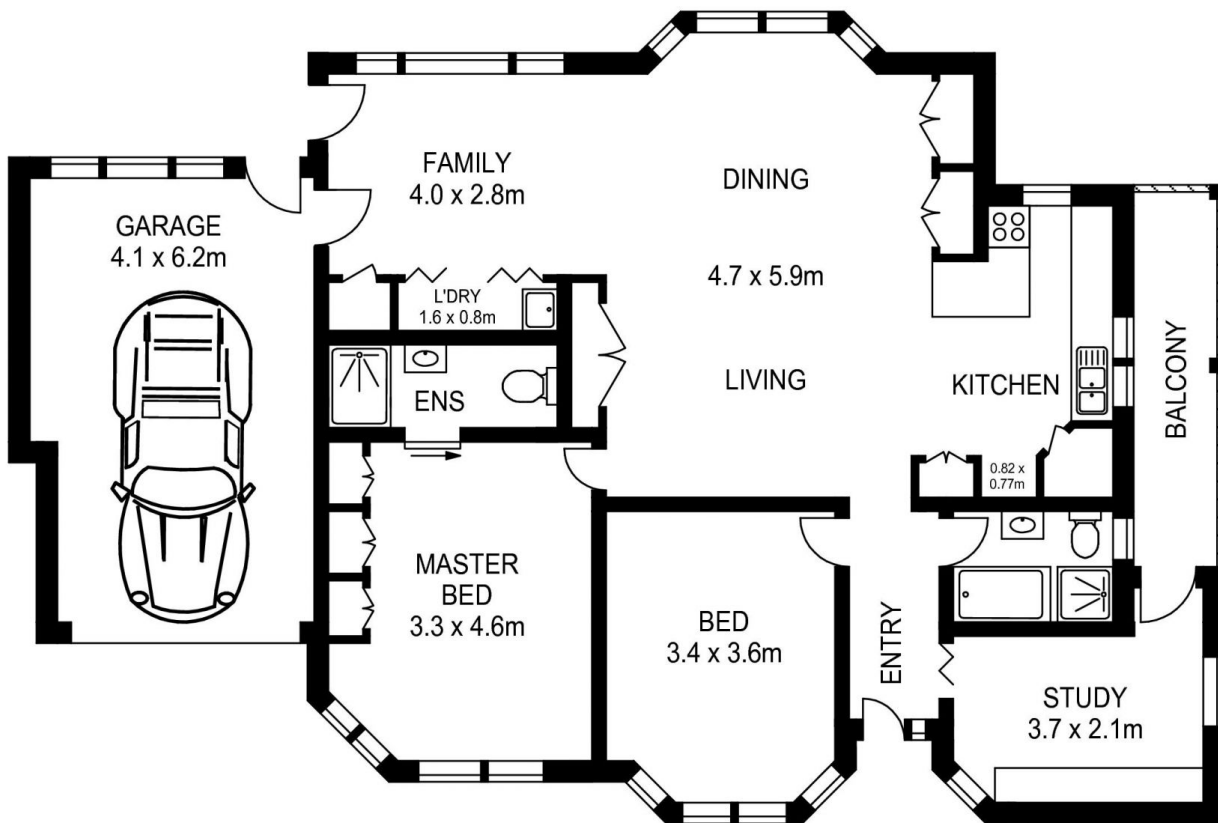 FAMILY
4.0 x 2.8m
DINING
GARAGE
4.1 x 6.2m
4.7 x 5.9m
L'DRY
1.6 x 0.8m
BALCONY
ENS
LIVING
KITCHEN
0.82 x
0.77m
MASTER
BED
3.3 x 4.6m
BED
3.4 x 3.6m
ENTRY
STUDY
3.7 x 2.1m